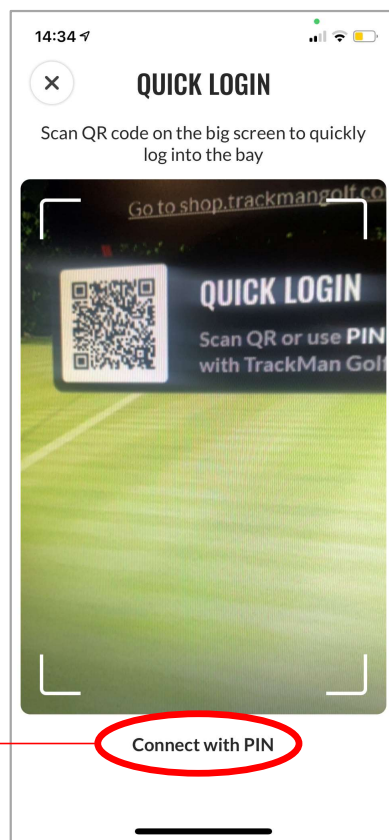 14:34
QUICK LOGIN
Scan QR code on the big screen to quickly
log into the bay
Go to shop.trackmangolf.co
QUICK LOGIN
Scan QR or use PIN
with TrackMan Golf
Connect with PIN